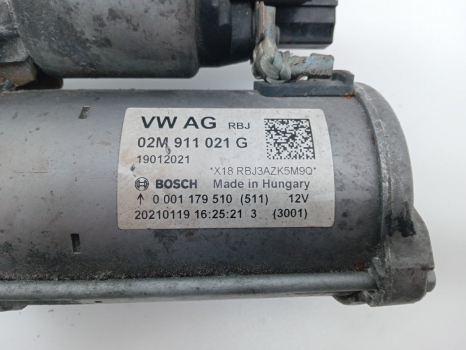 VW AG RBJ
02M 911 021 G
19012021
*X18 RBJ3AZK5M9Q*
BOSCH Made in Hungary
↑ 0 001 179 510 (511) 12V
20210119 16:25:21 3 (3001)